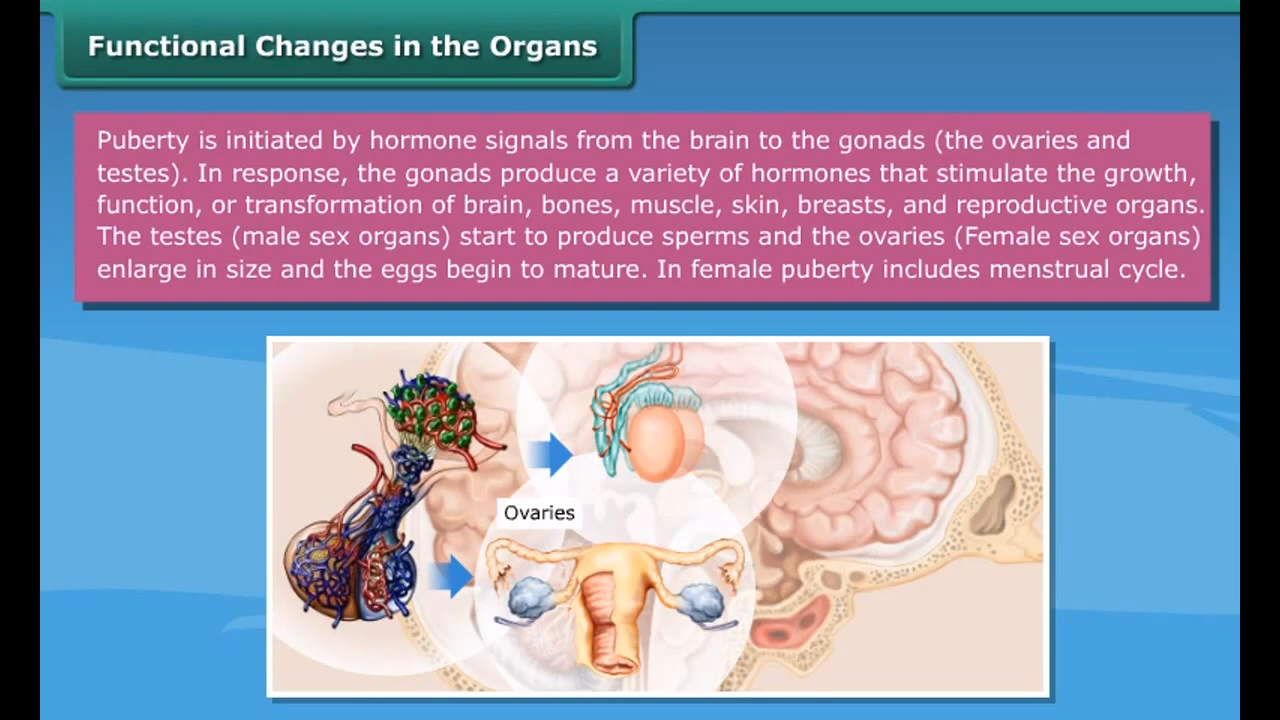 Functional Changes in the Organs
Puberty is initiated by hormone signals from the brain to the gonads (the ovaries and
testes). In response, the gonads produce a variety of hormones that stimulate the growth,
function, or transformation of brain, bones, muscle, skin, breasts, and reproductive organs.
The testes (male sex organs) start to produce sperms and the ovaries (Female sex organs)
enlarge in size and the eggs begin to mature. In female puberty includes menstrual cycle.
Ovaries